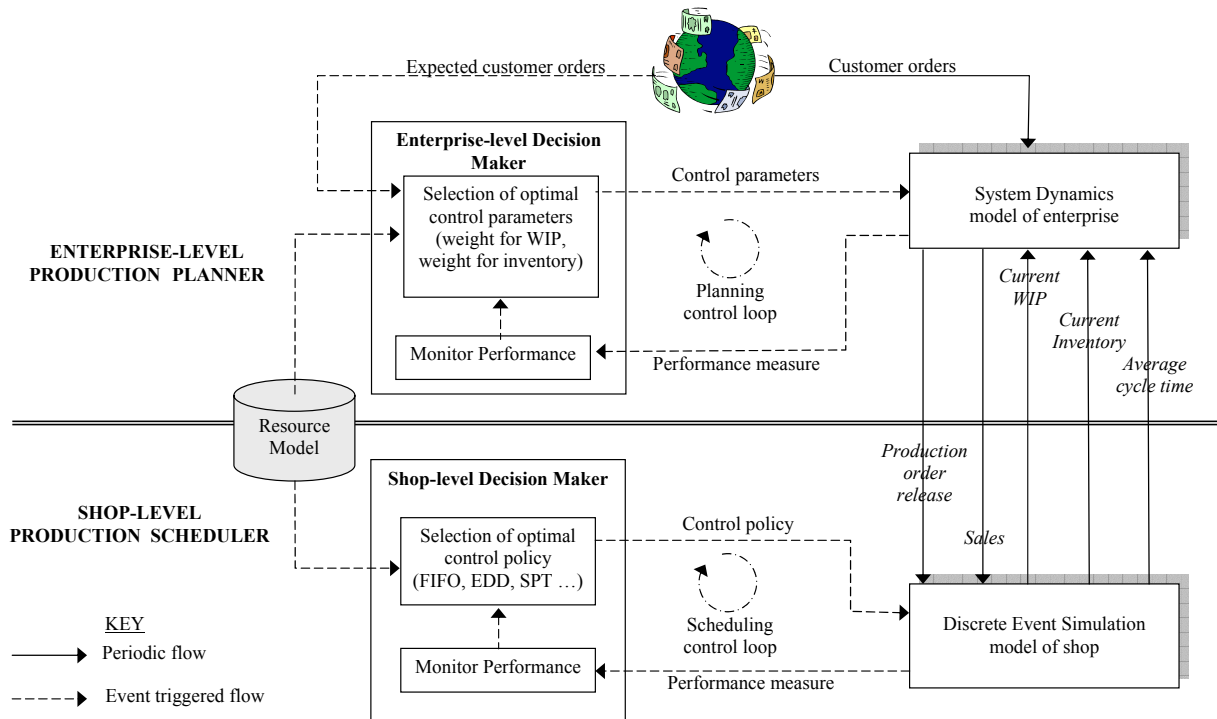 Expected customer orders
Customer orders
Enterprise-level Decision
Maker
Selection of optimal
control parameters
(weight for WIP,
weight for inventory)
Monitor Performance
Control parameters
Planning
control loop
Performance measure
System Dynamics
model of enterprise
ENTERPRISE-LEVEL
PRODUCTION PLANNER
Current
WIP
Current
Inventory
Average
cycle time
Resource
Model
Production
order
release
Sales
SHOP-LEVEL
PRODUCTION SCHEDULER
Shop-level Decision Maker
Selection of optimal
control policy
(FIFO, EDD, SPT …)
Monitor Performance
Control policy
Scheduling
control loop
Performance measure
Discrete Event Simulation
model of shop
KEY
Periodic flow
Event triggered flow